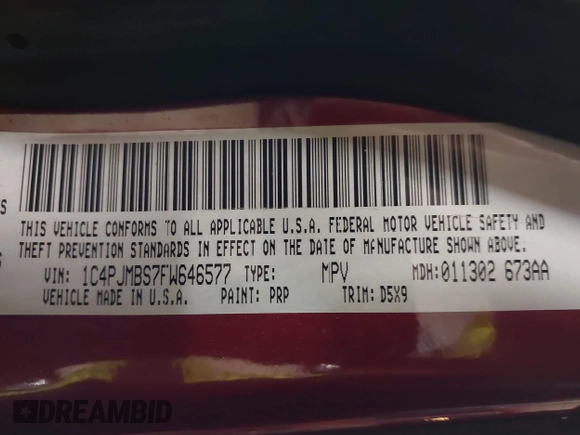 S
THIS VEHICLE CONFORMS TO ALL APPLICABLE U.S.A. FEDERAL MOTOR VEHICLE SAFETY AND
S THEFT PREVENTION STANDARDS IN EFFECT ON THE DATE OF MANUFACTURE SHOWN ABOVE.
VIN: 1C4PJMBS7FW646577 TYPE: MPV MDH: 011302 673AA
VEHICLE MADE IN U.S.A. PAINT: PRP TRIM: D5X9
DREAMBID